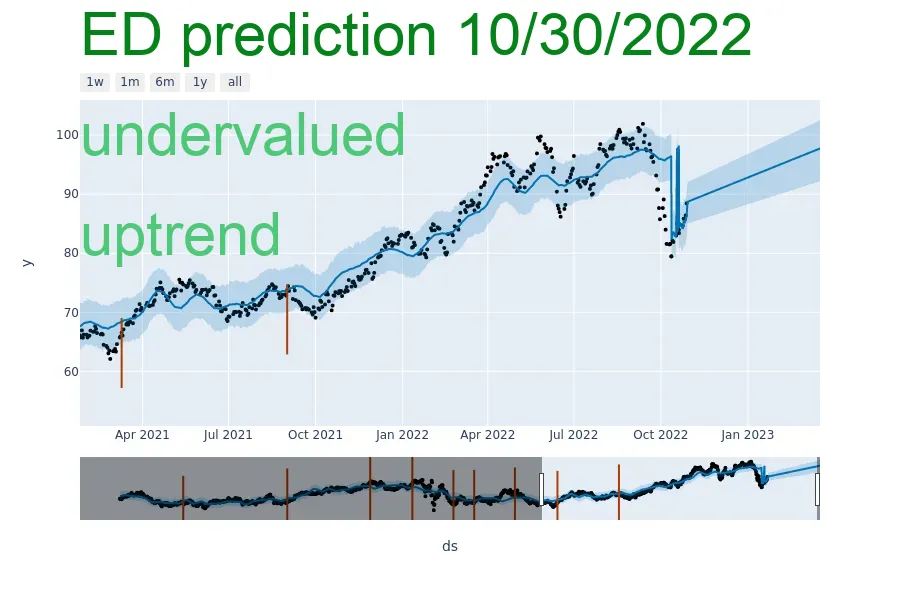 ED prediction 10/30/2022
1w 1m 6m 1y all
undervalued
uptrend
100
90
80
70
60
y
Apr 2021 Jul 2021 Oct 2021 Jan 2022 Apr 2022 Jul 2022 Oct 2022 Jan 2023
ds